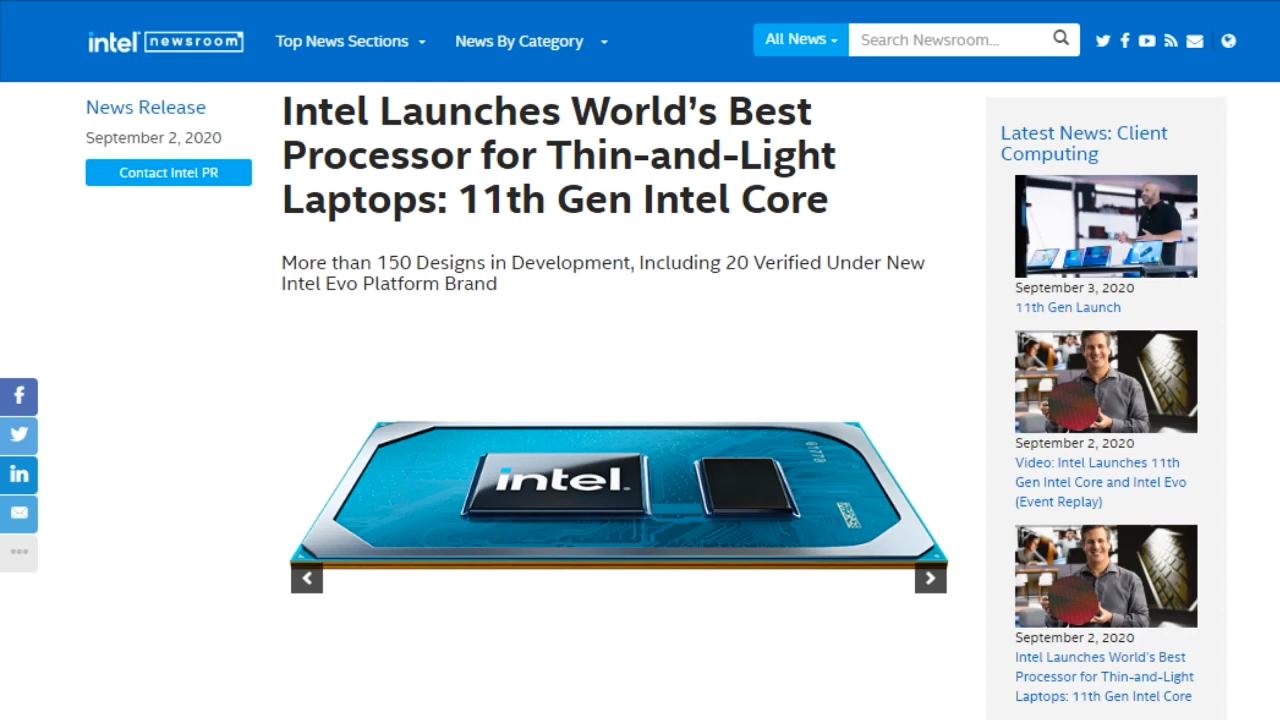 intel newsroom
Top News Sections
News By Category
All News
Search Newsroom...
News Release
September 2, 2020
Contact Intel PR
Intel Launches World's Best
Processor for Thin-and-Light
Laptops: 11th Gen Intel Core
More than 150 Designs in Development, Including 20 Verified Under New
Intel Evo Platform Brand
intel.
Latest News: Client
Computing
September 3, 2020
11th Gen Launch
September 2, 2020
Video: Intel Launches 11th
Gen Intel Core and Intel Evo
(Event Replay)
September 2, 2020
Intel Launches World's Best
Processor for Thin-and-Light
Laptops: 11th Gen Intel Core